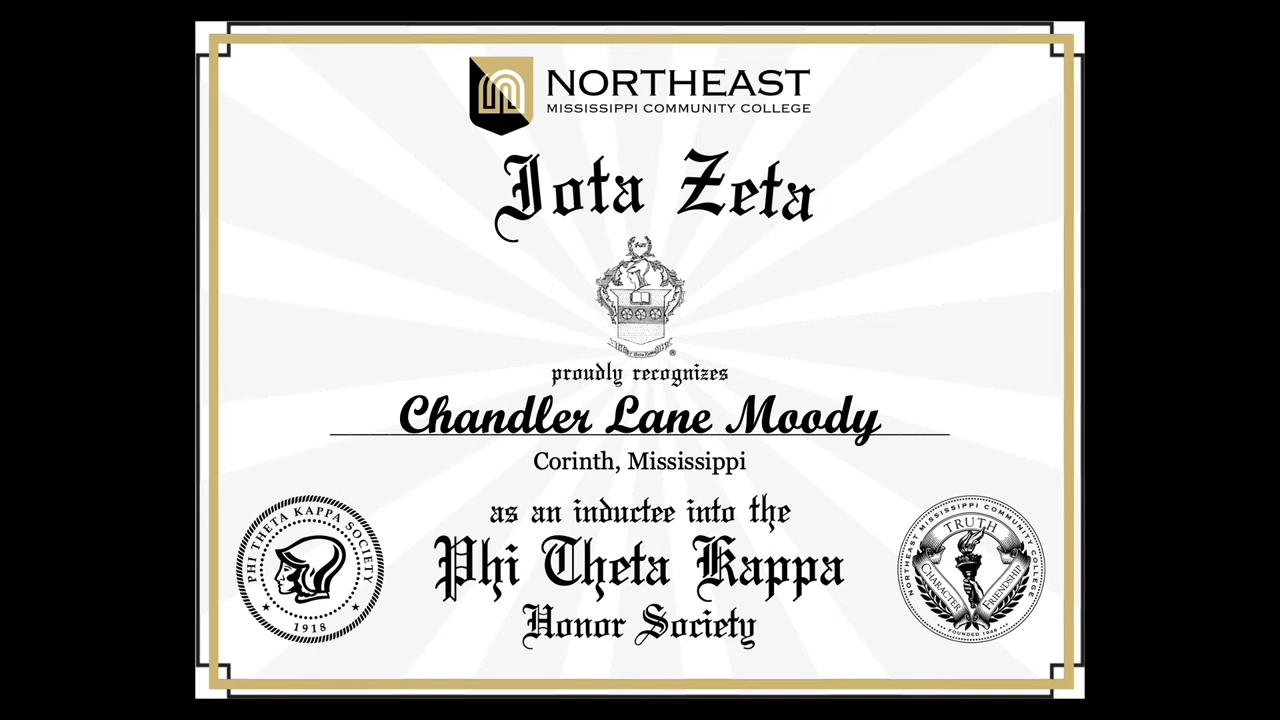 NORTHEAST
MISSISSIPPI COMMUNITY COLLEGE
Iota Zeta
proudly recognizes
Chandler Lane Moody
Corinth, Mississippi
as an inductee into the
Phi Theta Kappa
Honor Society
PHI THETA KAPPA SOCIETY
1918
NORTHEAST MISSISSIPPI COMMUNITY COLLEGE
TRUTH
CHARACTER
FRIENDSHIP
FOUNDED 1948